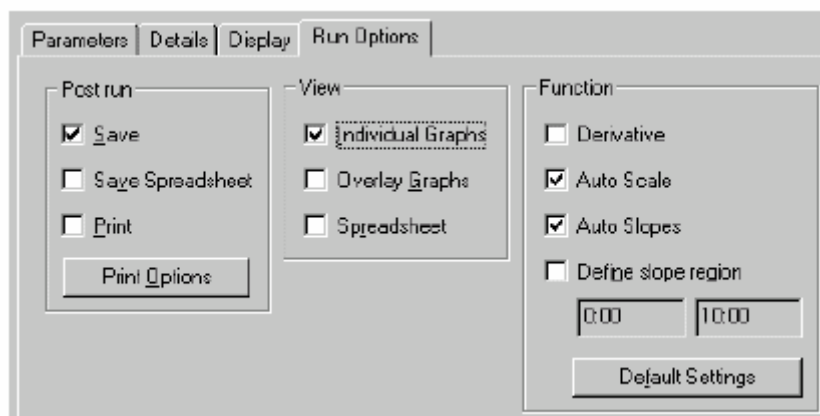 Parameters Details Display Run Options
Post run
Save
Save Spreadsheet
Print
Print Options
View
Individual Graphs
Overlay Graphs
Spreadsheet
Function
Derivative
Auto Scale
Auto Slopes
Define slope region
0:00 10:00
Default Settings